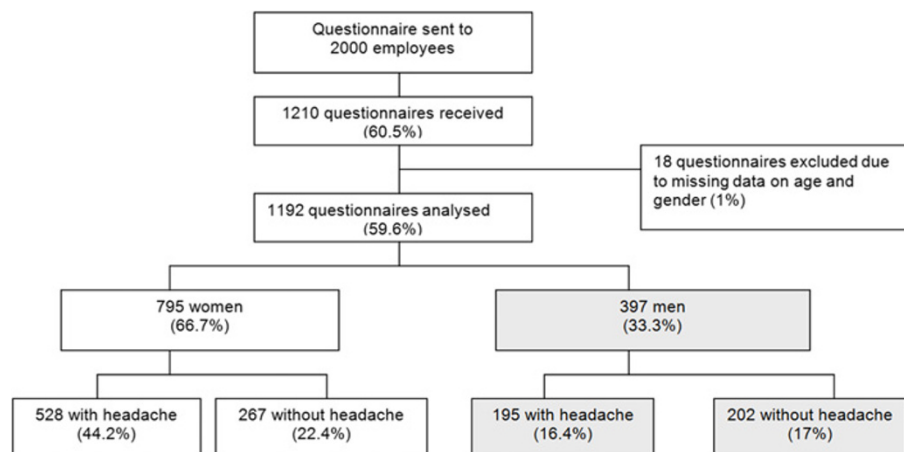 Questionnaire sent to
2000 employees
1210 questionnaires received
(60.5%)
18 questionnaires excluded due
to missing data on age and
gender (1%)
1192 questionnaires analysed
(59.6%)
795 women
(66.7%)
397 men
(33.3%)
528 with headache
(44.2%)
267 without headache
(22.4%)
195 with headache
(16.4%)
202 without headache
(17%)